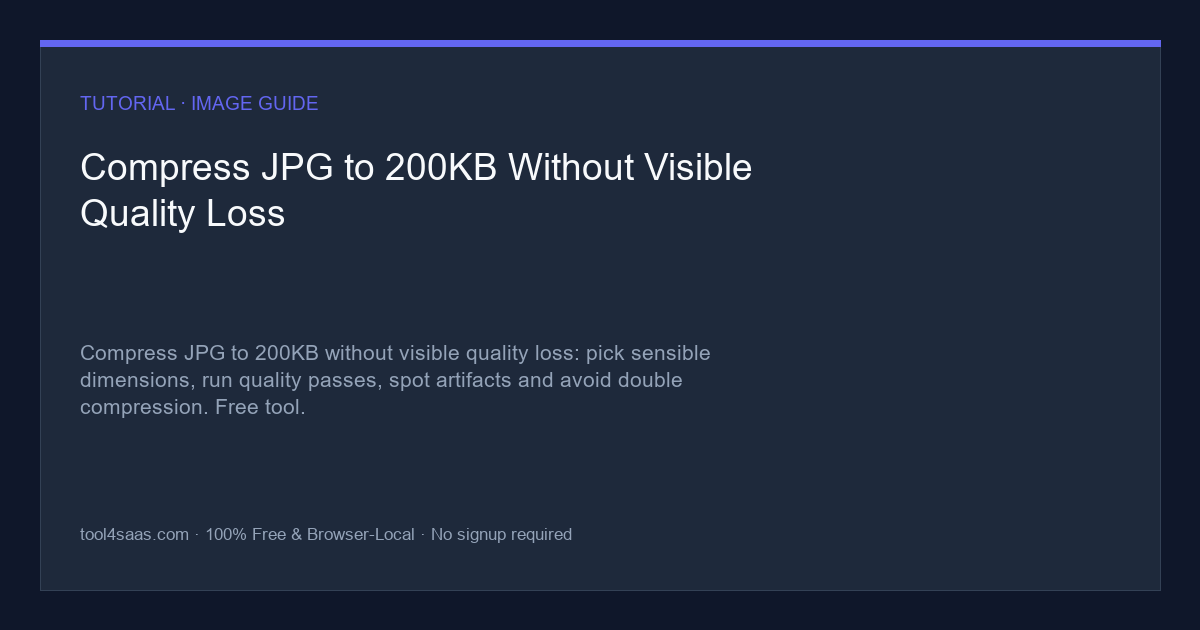 TUTORIAL · IMAGE GUIDE
Compress JPG to 200KB Without Visible
Quality Loss
Compress JPG to 200KB without visible quality loss: pick sensible
dimensions, run quality passes, spot artifacts and avoid double
compression. Free tool.
tool4saas.com · 100% Free & Browser-Local · No signup required